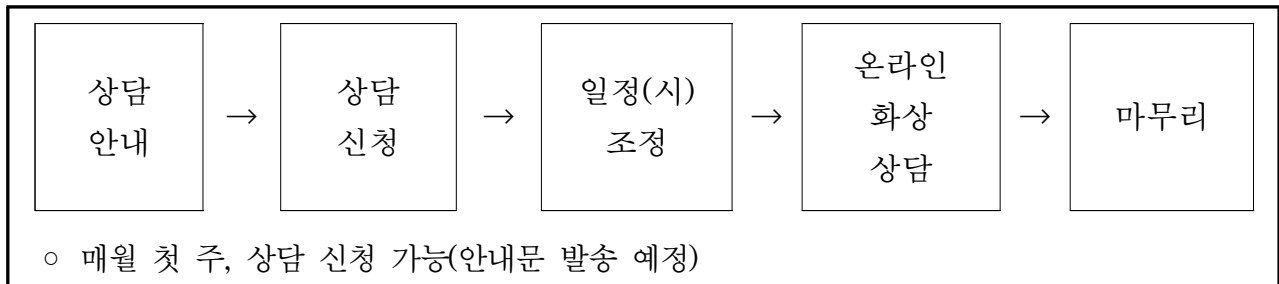 상담
안내
→
상담
신청
→
일정(시)
조정
→
온라인
화상
상담
→
마무리
○ 매월 첫 주, 상담 신청 가능(안내문 발송 예정)